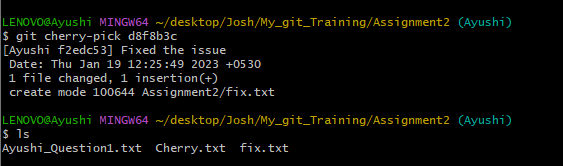 LENOVO@Ayushi MINGW64 ~/desktop/Josh/My_git_Training/Assignment2 (Ayushi)
$ git cherry-pick d8f8b3c
[Ayushi f2edc53] Fixed the issue
 Date: Thu Jan 19 12:25:49 2023 +0530
 1 file changed, 1 insertion(+)
 create mode 100644 Assignment2/fix.txt
LENOVO@Ayushi MINGW64 ~/desktop/Josh/My_git_Training/Assignment2 (Ayushi)
$ ls
Ayushi_Question1.txt  Cherry.txt  fix.txt